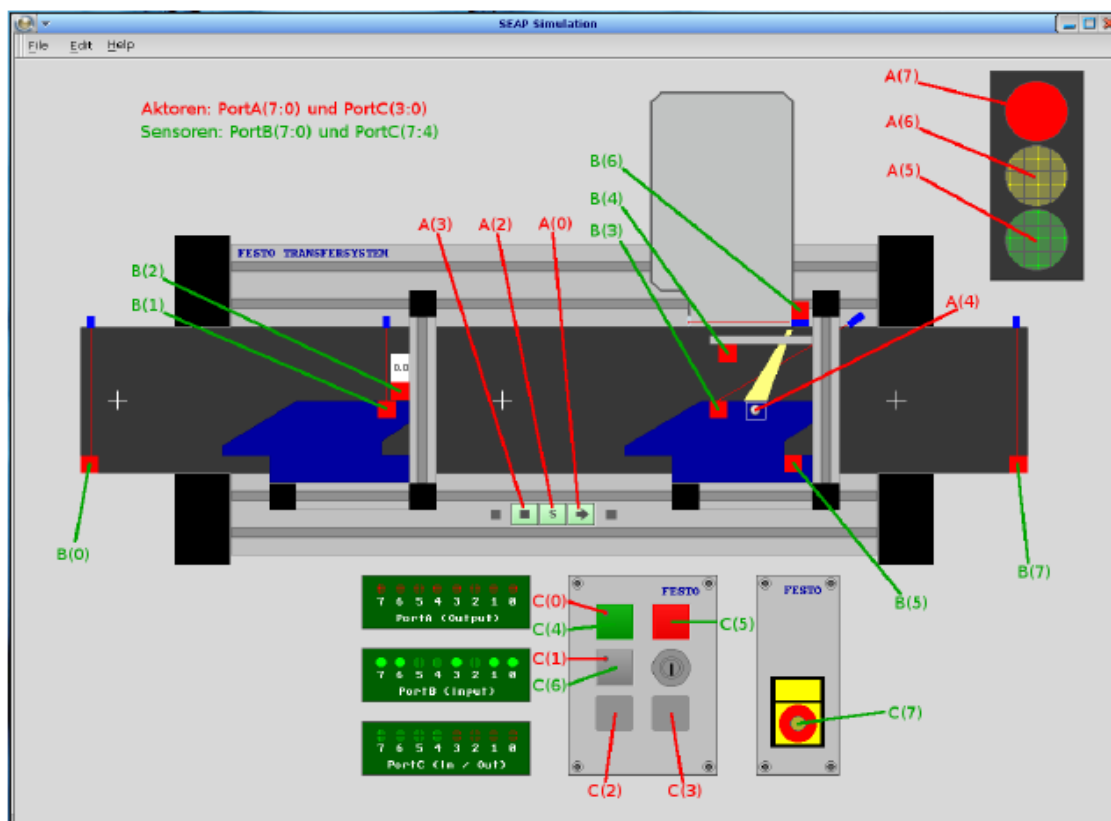 SEAP Simulation
File Edit Help
A(7)
Aktoren: PortA(7:0) und PortC(3:0)
Sensoren: PortB(7:0) und PortC(7:4)
A(6)
B(6)
A(5)
B(4)
A(3) A(2) A(0)
B(3)
FESTO TRANSFERSYSTEM
B(2)
B(1)
A(4)
0.0
S
B(0)
B(7)
B(5)
7 6 5 4 3 2 1 0
PortA (Output)
C(0)
C(4)
FESTO
C(5)
FESTO
7 6 5 4 3 2 1 0
PortB (Input)
C(1)
C(6)
7 6 5 4 3 2 1 0
PortC (In / Out)
C(7)
C(2) C(3)